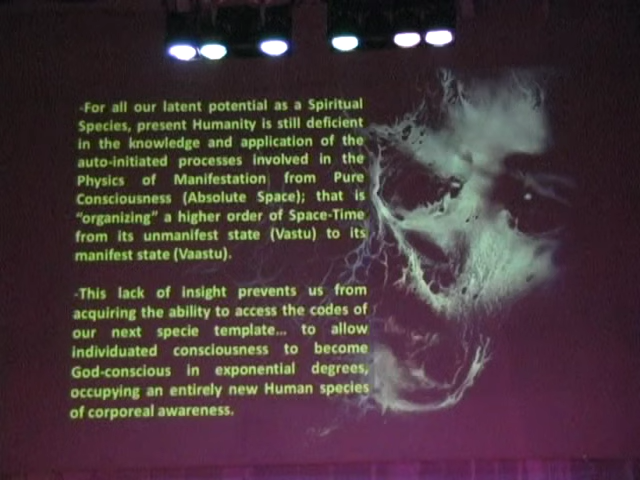 -For all our latent potential as a Spiritual
Species, present Humanity is still deficient
in the knowledge and application of the
auto-initiated processes involved in the
Physics of Manifestation from Pure
Consciousness (Absolute Space); that is
"organizing" a higher order of Space-Time
from its unmanifest state (Vastu) to its
manifest state (Vaastu).
-This lack of insight prevents us from
acquiring the ability to access the codes of
our next specie template... to allow
individuated consciousness to become
God-conscious in exponential degrees,
occupying an entirely new Human species
of corporeal awareness.